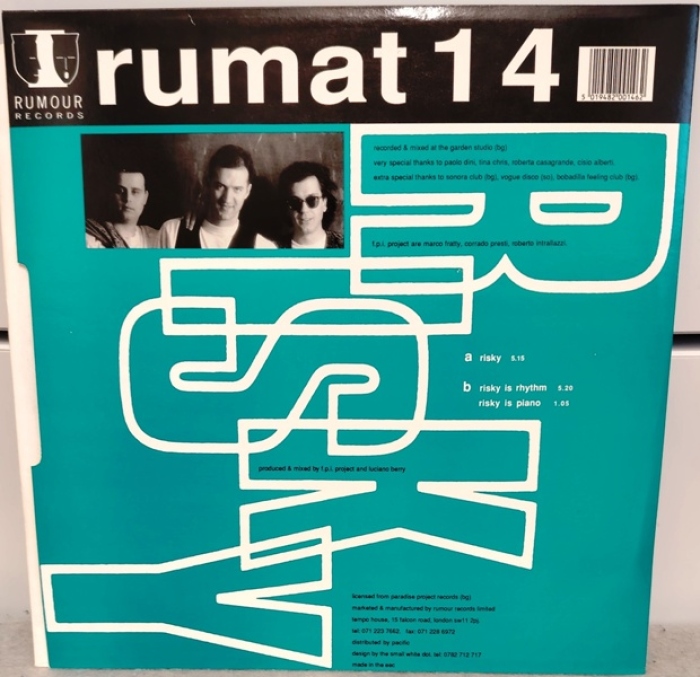 rumat 14
RUMOUR
RECORDS
5 019482 001462
recorded & mixed at the garden studio (bg)
very special thanks to paolo dini, tina chris, roberta casagrande, cisio alberti.
extra special thanks to sonora club (bg), vogue disco (so), bobadilla feeling club (bg).
f.p.i. project are marco fratty, corrado presti, roberto intrallazzi.
RISKY
a risky 5.15
b risky is rhythm 5.20
risky is piano 1.05
produced & mixed by f.p.i. project and luciano berry
licensed from paradise project records (bg)
marketed & manufactured by rumour records limited
tempo house, 15 falcon road, london sw11 2pj
tel: 071 223 7662. fax: 071 228 6972
distributed by pacific
design by the small white dot. tel: 0782 712 717
made in the eec